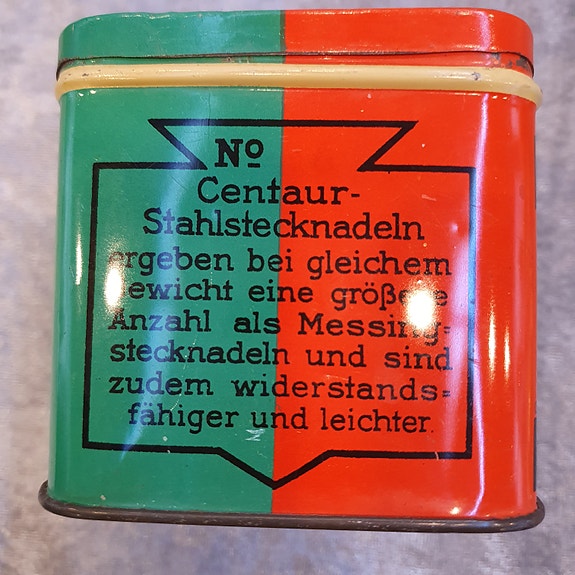 Nº
Centaur-
Stahlstecknadeln
ergeben bei gleichem
Gewicht eine größere
Anzahl als Messing=
stecknadeln und sind
zudem widerstands=
fähiger und leichter.